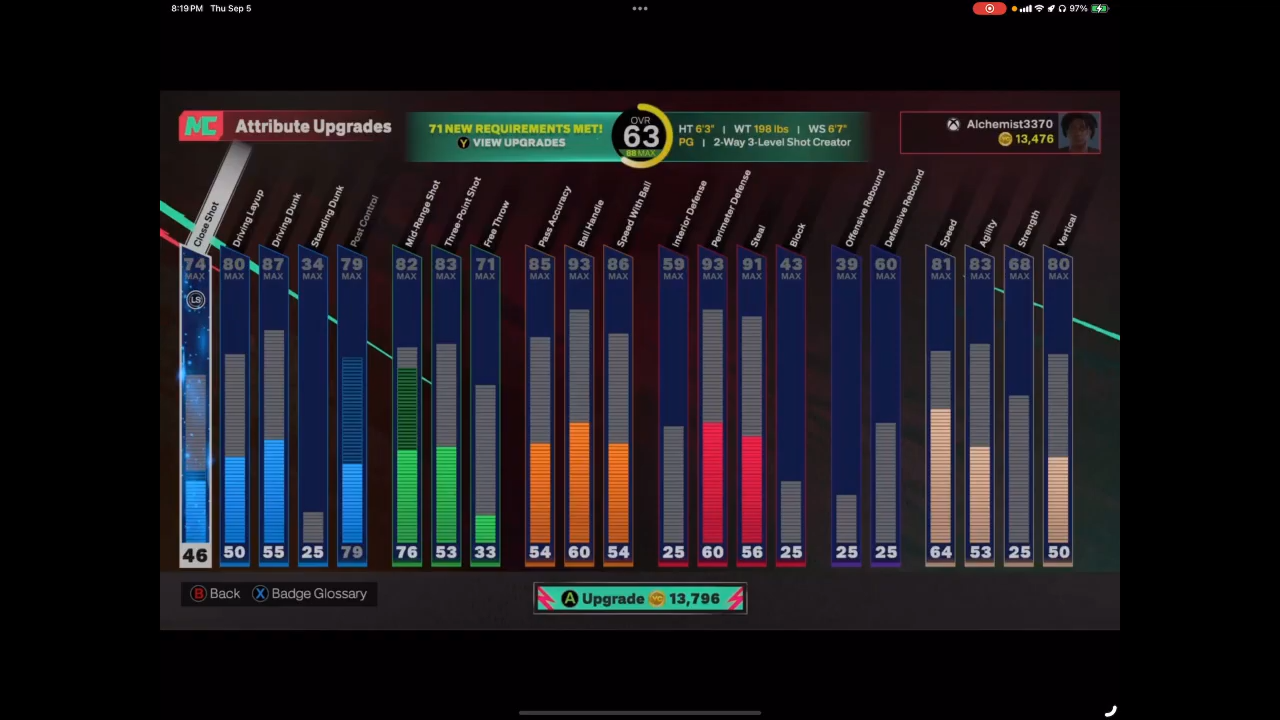 8:19 PM Thu Sep 5
97%
MC Attribute Upgrades
71 NEW REQUIREMENTS MET!
Y VIEW UPGRADES
OVR
63
68 MAX
HT 6'3" | WT 198 lbs | WS 6'7"
PG | 2-Way 3-Level Shot Creator
Alchemist3370
13,476
Close Shot
Driving Layup
Driving Dunk
Standing Dunk
Post Control
Mid-Range Shot
Three-Point Shot
Free Throw
Pass Accuracy
Ball Handle
Speed With Ball
Interior Defense
Perimeter Defense
Steal
Block
Offensive Rebound
Defensive Rebound
Speed
Agility
Strength
Vertical
74 80 87 34 79 82 83 71 85 93 86 59 93 91 43 39 60 81 83 68 80
MAX MAX MAX MAX MAX MAX MAX MAX MAX MAX MAX MAX MAX MAX MAX MAX MAX MAX MAX MAX MAX
LS
46 50 55 25 79 76 53 33 54 60 54 25 60 56 25 25 25 64 53 25 50
B Back X Badge Glossary
A Upgrade 13,796